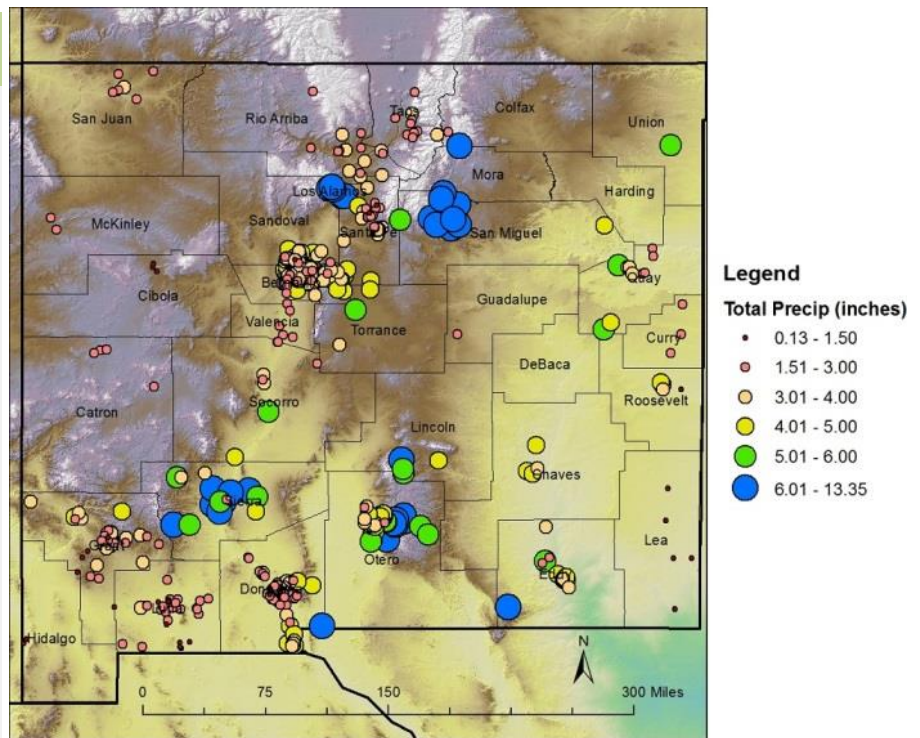 San Juan
Rio Arriba
Taos
Colfax
Union
Mora
Harding
Los Alamos
McKinley
Sandoval
Santa Fe
San Miguel
Cibola
Quay
Guadalupe
Valencia
Torrance
Curry
DeBaca
Catron
Socorro
Roosevelt
Lincoln
Chaves
Sierra
Lea
Grant
Otero
Eddy
Luna
Hidalgo
N
0 75 150 300 Miles
Legend
Total Precip (inches)
0.13 - 1.50
1.51 - 3.00
3.01 - 4.00
4.01 - 5.00
5.01 - 6.00
6.01 - 13.35